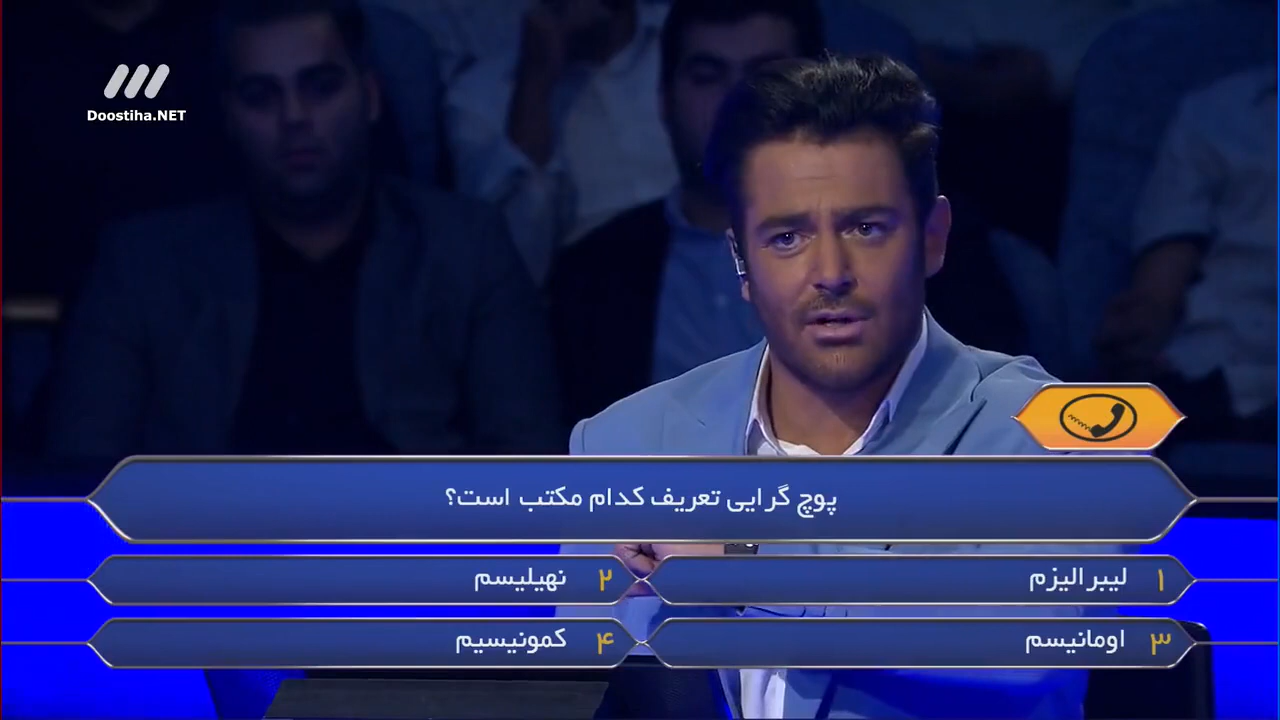 Doostiha.NET
پوچ گرایی تعریف کدام مکتب است؟
۱ لیبرالیزم
۲ نهیلیسم
۳ اومانیسم
۴ کمونیسیم